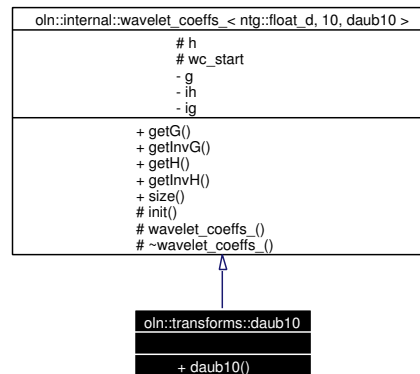 oln::internal::wavelet_coeffs_< ntg::float_d, 10, daub10 >
# h
# wc_start
- g
- ih
- ig
+ getG()
+ getInvG()
+ getH()
+ getInvH()
+ size()
# init()
# wavelet_coeffs_()
# ~wavelet_coeffs_()
oln::transforms::daub10
+ daub10()